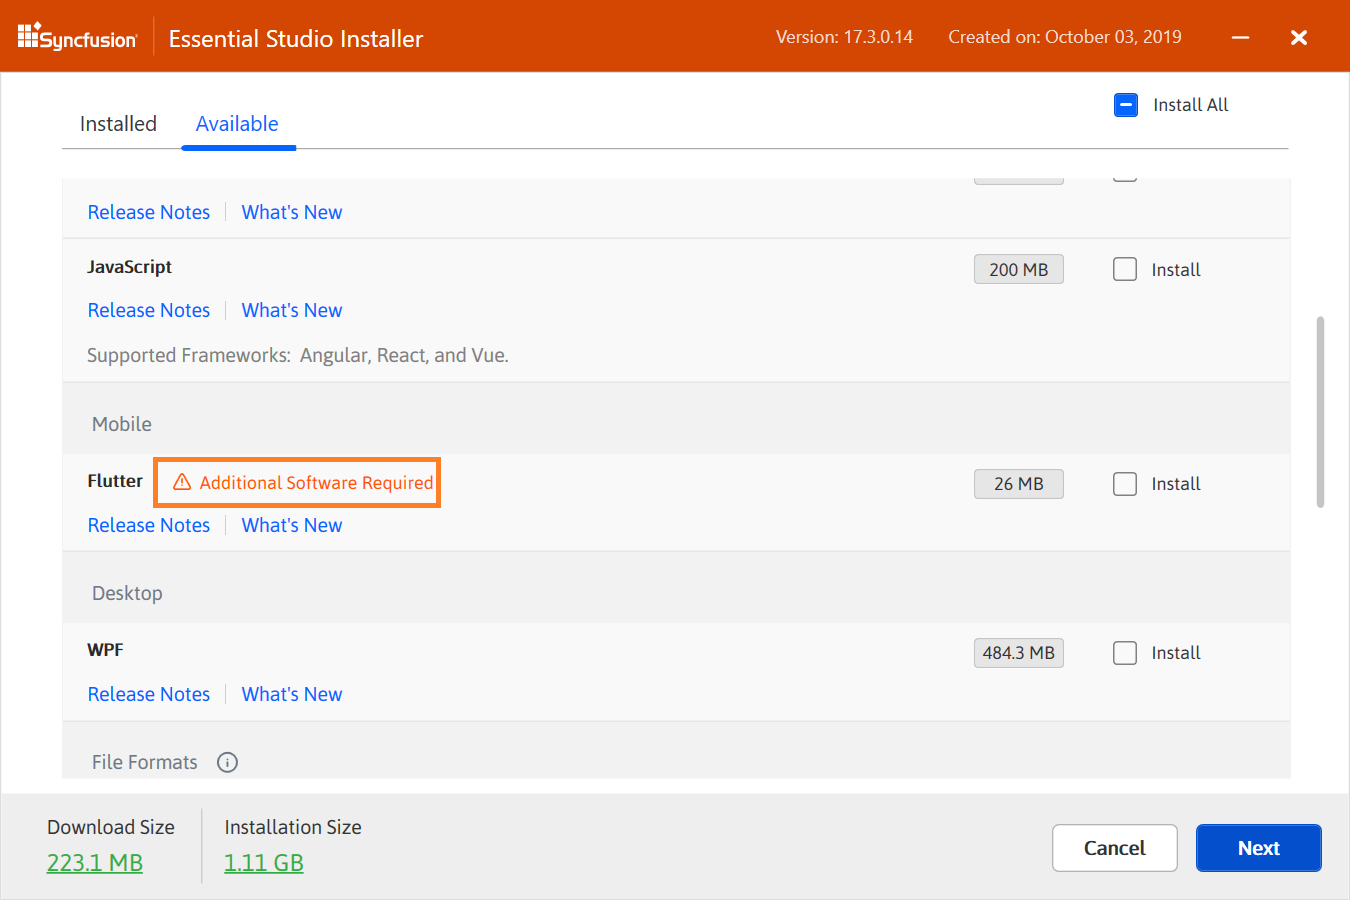 Syncfusion
Essential Studio Installer
Version: 17.3.0.14
Created on: October 03, 2019
Installed
Available
Install All
Release Notes
What's New
JavaScript
200 MB
Install
Release Notes
What's New
Supported Frameworks: Angular, React, and Vue.
Mobile
Flutter
Additional Software Required
26 MB
Install
Release Notes
What's New
Desktop
WPF
484.3 MB
Install
Release Notes
What's New
File Formats
Download Size
Installation Size
223.1 MB
1.11 GB
Cancel
Next